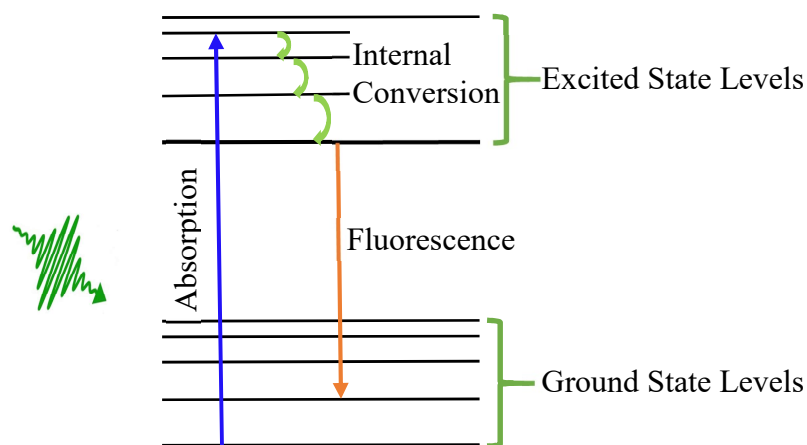 Internal
Conversion
Excited State Levels
Absorption
Fluorescence
Ground State Levels